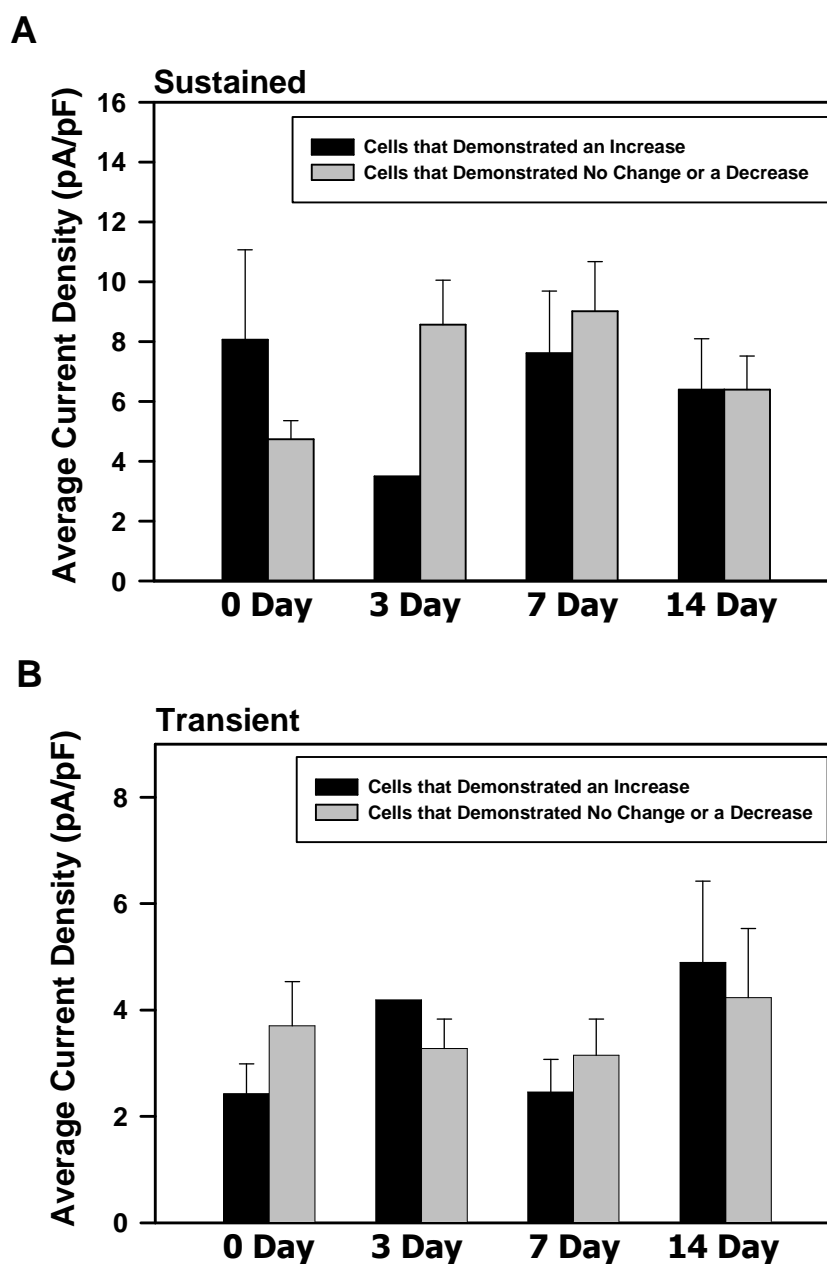 A
Sustained
Average Current Density (pA/pF)
16
14
12
10
8
6
4
2
0
Cells that Demonstrated an Increase
Cells that Demonstrated No Change or a Decrease
0 Day 3 Day 7 Day 14 Day
B
Transient
Average Current Density (pA/pF)
8
6
4
2
0
Cells that Demonstrated an Increase
Cells that Demonstrated No Change or a Decrease
0 Day 3 Day 7 Day 14 Day